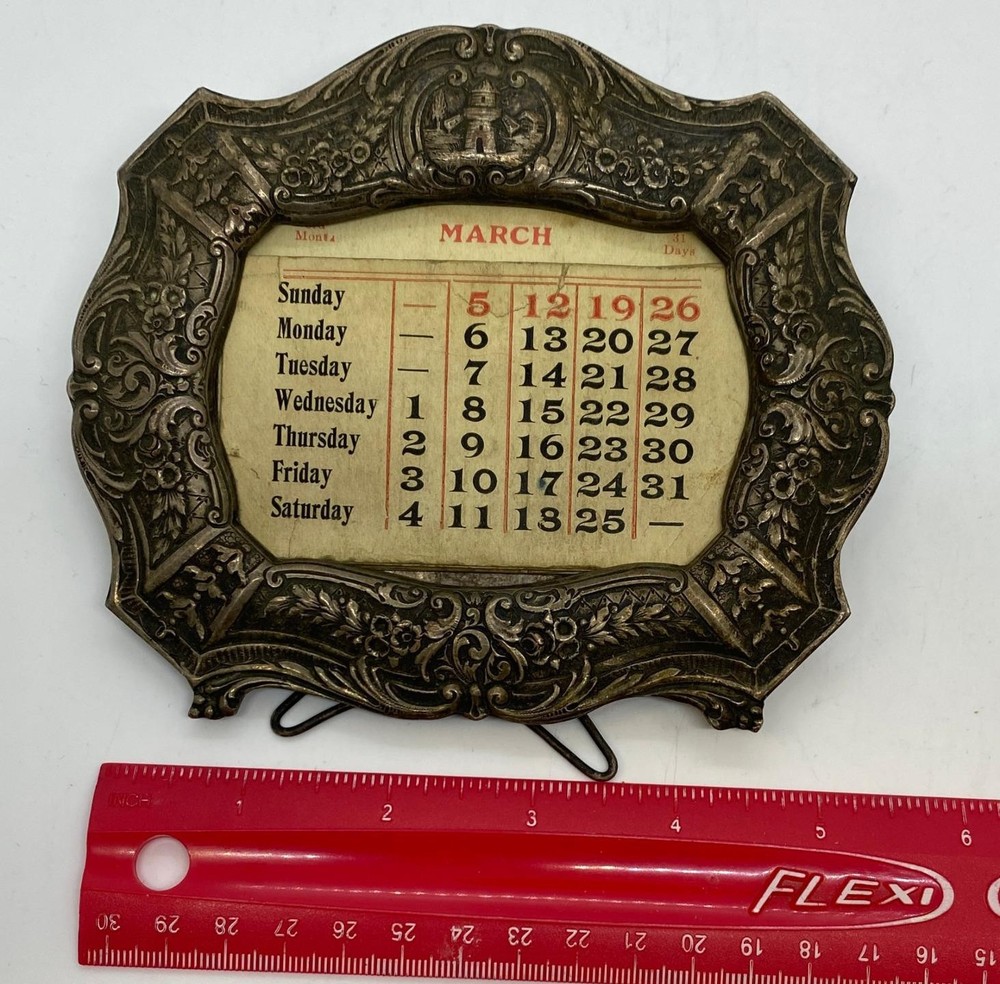 MARCH
Month 31
Days
Sunday — 5 12 19 26
Monday — 6 13 20 27
Tuesday — 7 14 21 28
Wednesday 1 8 15 22 29
Thursday 2 9 16 23 30
Friday 3 10 17 24 31
Saturday 4 11 18 25 —
INCH 1 2 3 4 5 6
FLEXI
30 29 28 27 26 25 24 23 22 21 20 19 18 17 16 15